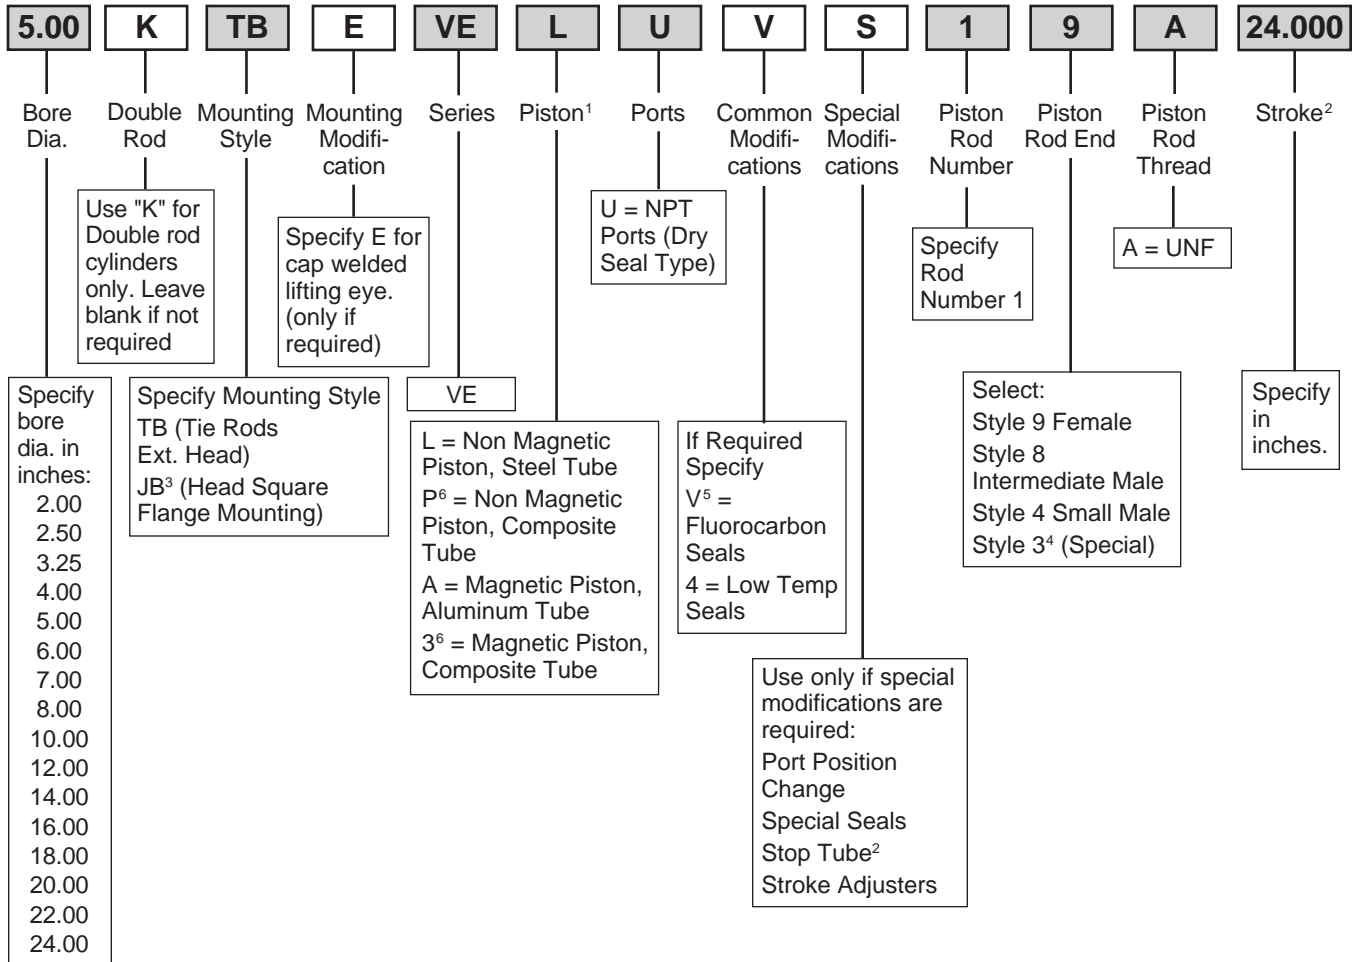 5.00 K TB E VE L U V S 1 9 A 24.000
Bore
Dia.
Double
Rod
Mounting
Style
Mounting
Modifi-
cation
Series
Piston¹
Ports
Common
Modifi-
cations
Special
Modifi-
cations
Piston
Rod
Number
Piston
Rod End
Piston
Rod
Thread
Stroke²
Use "K" for
Double rod
cylinders
only. Leave
blank if not
required
Specify E for
cap welded
lifting eye.
(only if
required)
U = NPT
Ports (Dry
Seal Type)
Specify
Rod
Number 1
A = UNF
Specify
bore
dia. in
inches:
2.00
2.50
3.25
4.00
5.00
6.00
7.00
8.00
10.00
12.00
14.00
16.00
18.00
20.00
22.00
24.00
Specify Mounting Style
TB (Tie Rods
Ext. Head)
JB³ (Head Square
Flange Mounting)
VE
L = Non Magnetic
Piston, Steel Tube
P⁶ = Non Magnetic
Piston, Composite
Tube
A = Magnetic Piston,
Aluminum Tube
3⁶ = Magnetic Piston,
Composite Tube
If Required
Specify
V⁵ =
Fluorocarbon
Seals
4 = Low Temp
Seals
Use only if special
modifications are
required:
Port Position
Change
Special Seals
Stop Tube²
Stroke Adjusters
Select:
Style 9 Female
Style 8
Intermediate Male
Style 4 Small Male
Style 3⁴ (Special)
Specify
in
inches.